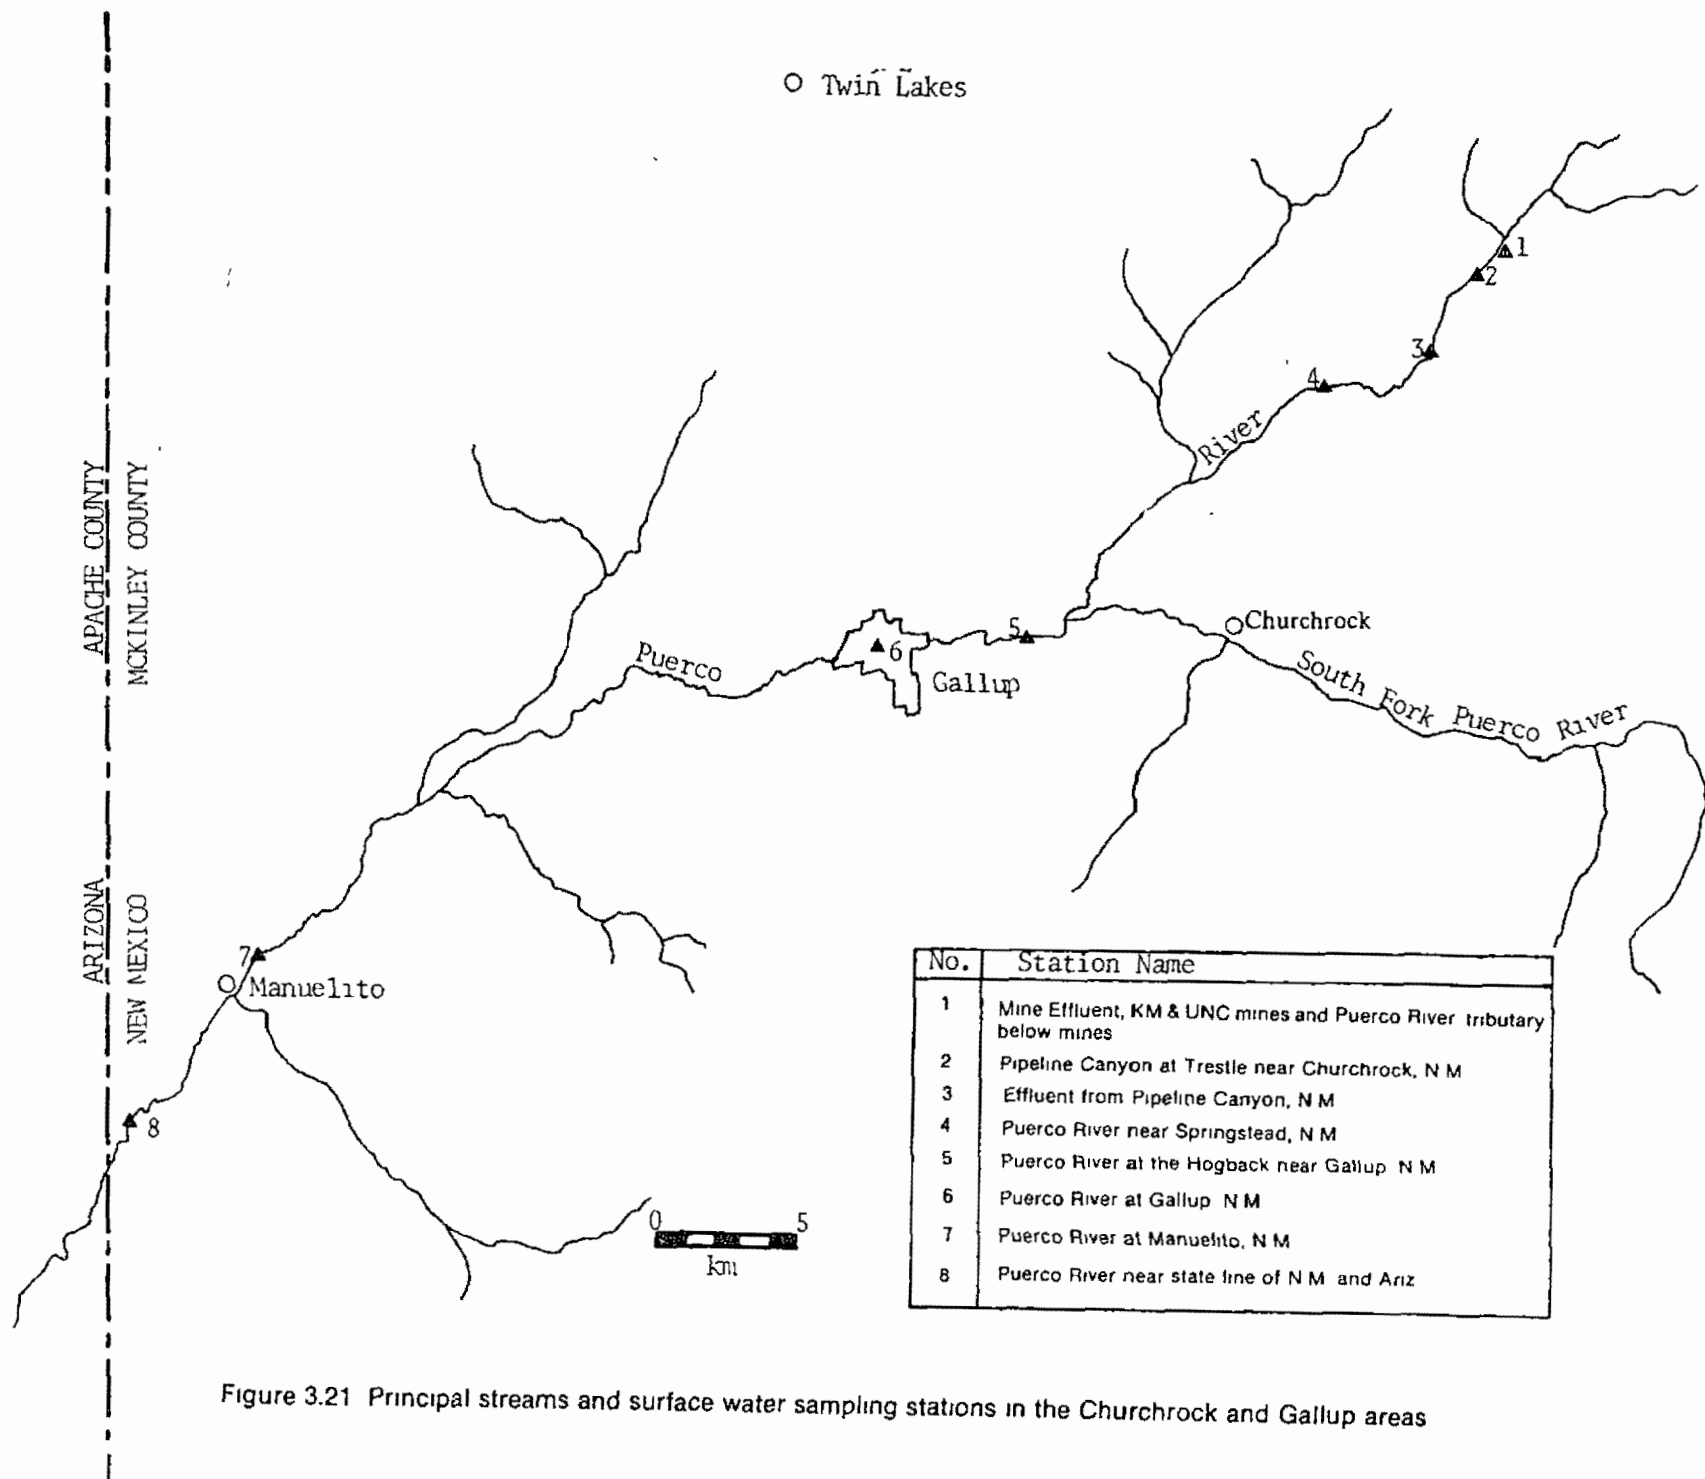 Twin Lakes
1
2
3
4
River
APACHE COUNTY
MCKINLEY COUNTY
5
Churchrock
6
Puerco
Gallup
South Fork Puerco River
ARIZONA
NEW MEXICO
7
Manuelito
8
0 5
km
No. Station Name
1 Mine Effluent, KM & UNC mines and Puerco River tributary
below mines
2 Pipeline Canyon at Trestle near Churchrock, N M
3 Effluent from Pipeline Canyon, N M
4 Puerco River near Springstead, N M
5 Puerco River at the Hogback near Gallup N M
6 Puerco River at Gallup N M
7 Puerco River at Manuelito, N M
8 Puerco River near state line of N M and Ariz
Figure 3.21 Principal streams and surface water sampling stations in the Churchrock and Gallup areas